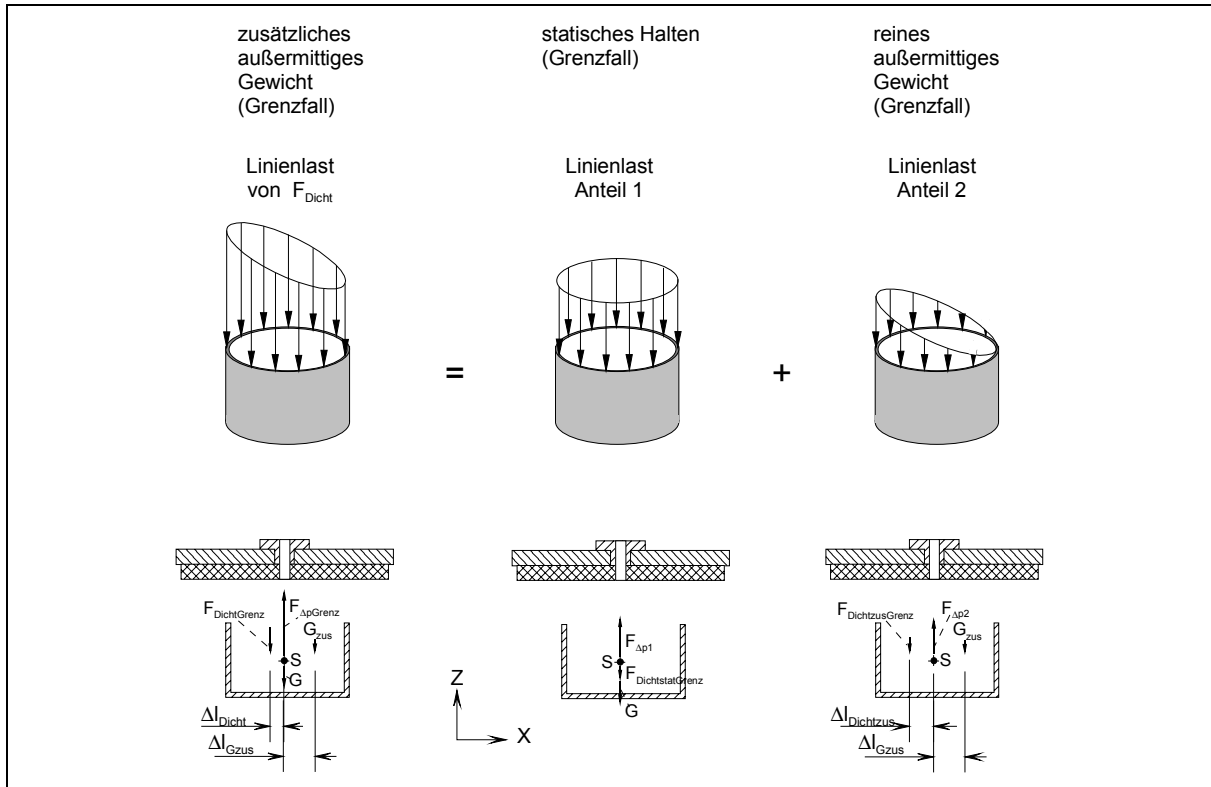 zusätzliches
außermittiges
Gewicht
(Grenzfall)
statisches Halten
(Grenzfall)
reines
außermittiges
Gewicht
(Grenzfall)
Linienlast
von F_Dicht
Linienlast
Anteil 1
Linienlast
Anteil 2
=
+
F_DichtGrenz
F_ΔpGrenz
G_zus
S
G
Δl_Dicht
Δl_Gzus
Z
X
F_Δp1
S
F_DichtstatGrenz
G
F_DichtzusGrenz
F_Δp2
G_zus
S
Δl_Dichtzus
Δl_Gzus